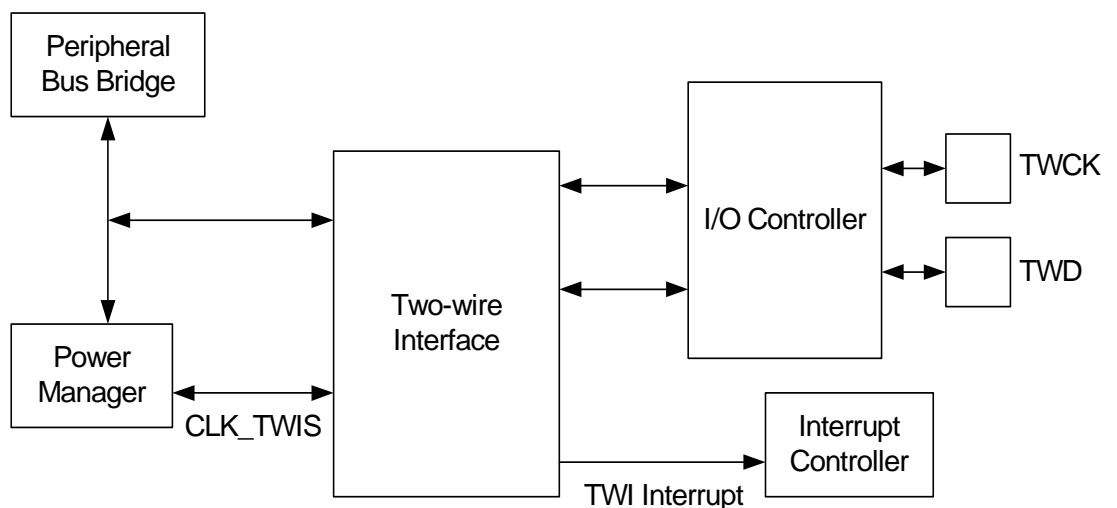 Peripheral
Bus Bridge
TWCK
I/O Controller
TWD
Two-wire
Interface
Power
Manager
CLK_TWIS
Interrupt
Controller
TWI Interrupt